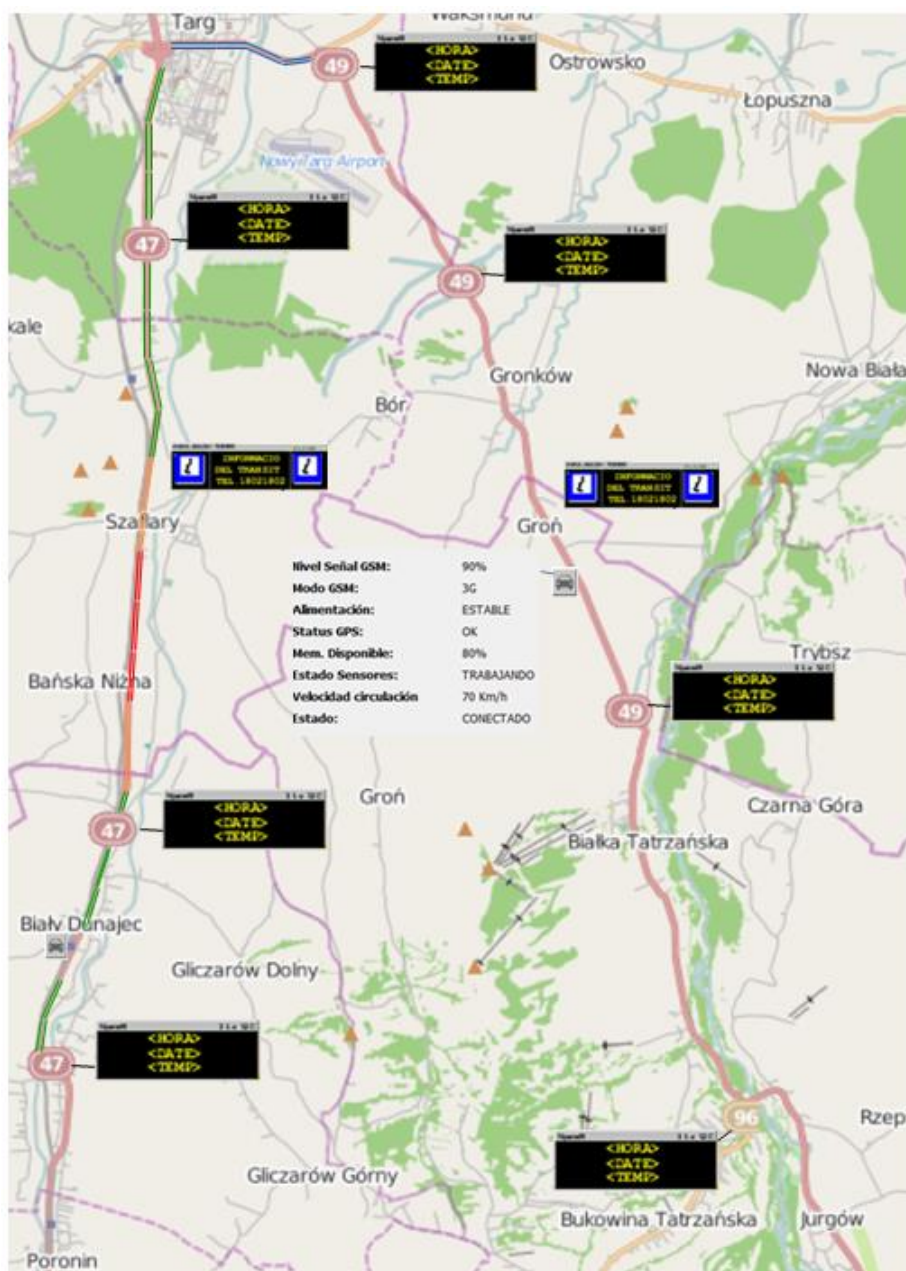 Waksmund
Targ
49
<HORA>
<DATE>
<TEMP>
Ostrowsko
Łopuszna
Nowy Targ Airport
47
<HORA>
<DATE>
<TEMP>
49
<HORA>
<DATE>
<TEMP>
kale
Gronków
Nowa Biała
Bór
INFORMACIO
DEL TRANSIT
TEL 18021802
INFORMACIO
DEL TRANSIT
TEL 18021802
Szaflary
Groń
Nivel Señal GSM: 90%
Modo GSM: 3G
Alimentación: ESTABLE
Status GPS: OK
Mem. Disponible: 80%
Estado Sensores: TRABAJANDO
Velocidad circulación 70 Km/h
Estado: CONECTADO
Trybsz
Bańska Niżna
49
<HORA>
<DATE>
<TEMP>
Groń
Czarna Góra
47
<HORA>
<DATE>
<TEMP>
Białka Tatrzańska
Biały Dunajec
Gliczarów Dolny
47
<HORA>
<DATE>
<TEMP>
96
Rzep
<HORA>
<DATE>
<TEMP>
Gliczarów Górny
Bukowina Tatrzańska
Jurgów
Poronin